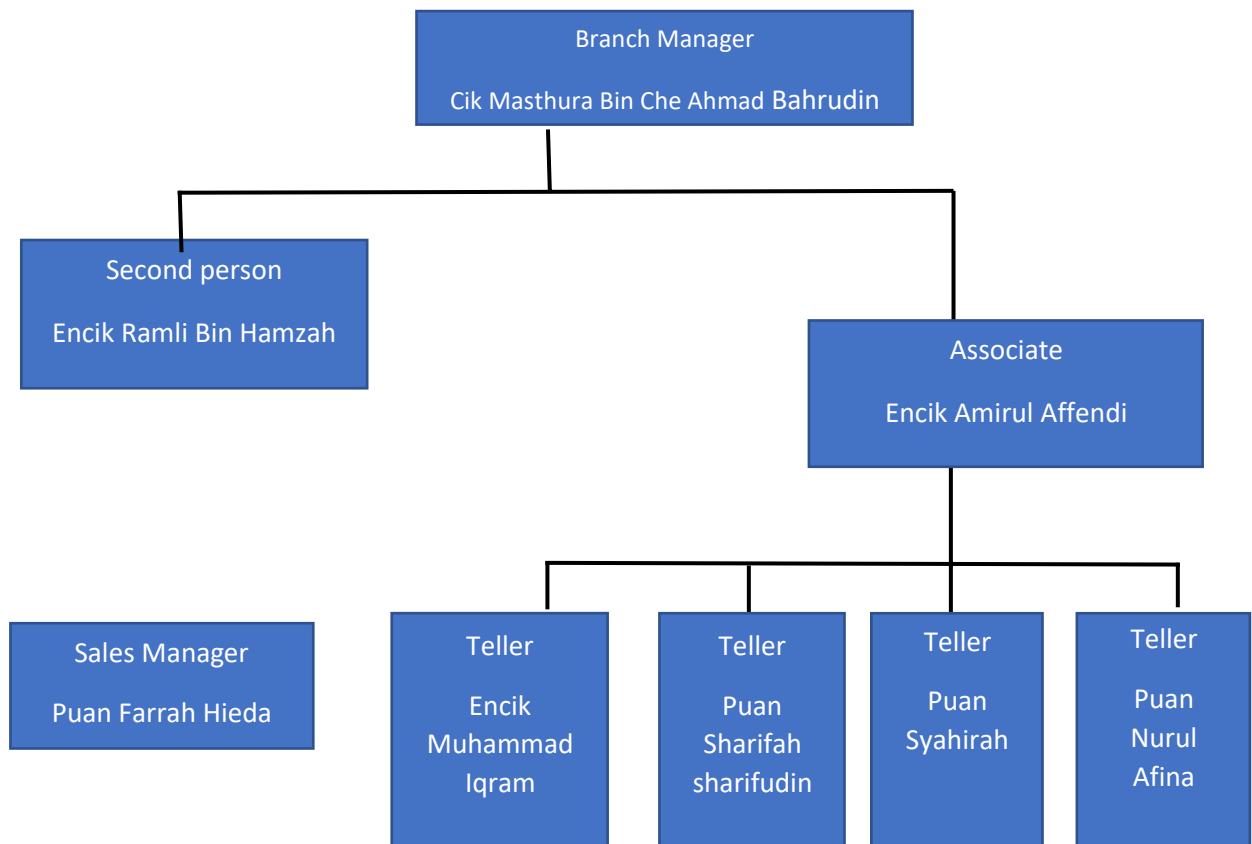 Branch Manager
Cik Masthura Bin Che Ahmad Bahrudin
Second person
Encik Ramli Bin Hamzah
Associate
Encik Amirul Affendi
Sales Manager
Puan Farrah Hieda
Teller
Encik
Muhammad
Iqram
Teller
Puan
Sharifah
sharifudin
Teller
Puan
Syahirah
Teller
Puan
Nurul
Afina